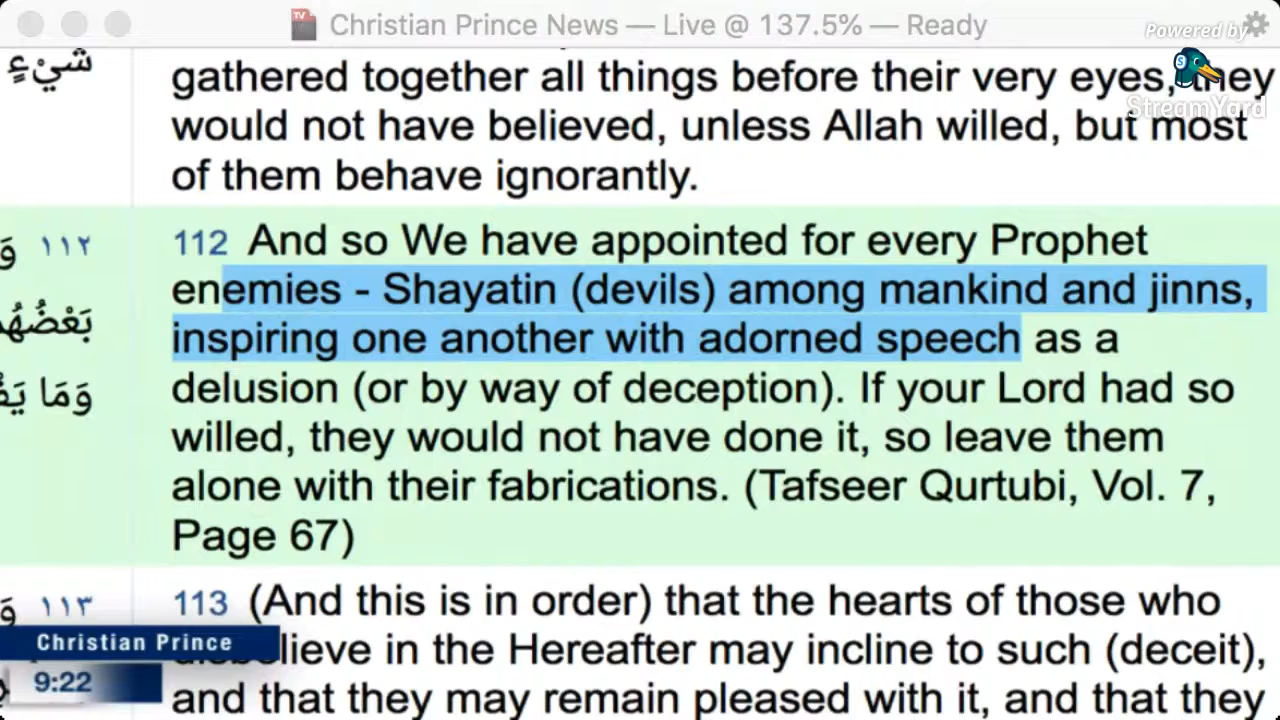 Christian Prince News — Live @ 137.5% — Ready
Powered by
StreamYard
شَيْءٍ
gathered together all things before their very eyes, they
would not have believed, unless Allah willed, but most
of them behave ignorantly.
١١٢
112 And so We have appointed for every Prophet
enemies - Shayatin (devils) among mankind and jinns,
inspiring one another with adorned speech as a
delusion (or by way of deception). If your Lord had so
willed, they would not have done it, so leave them
alone with their fabrications. (Tafseer Qurtubi, Vol. 7,
Page 67)
١١٣
113 (And this is in order) that the hearts of those who
disbelieve in the Hereafter may incline to such (deceit),
and that they may remain pleased with it, and that they
Christian Prince
9:22